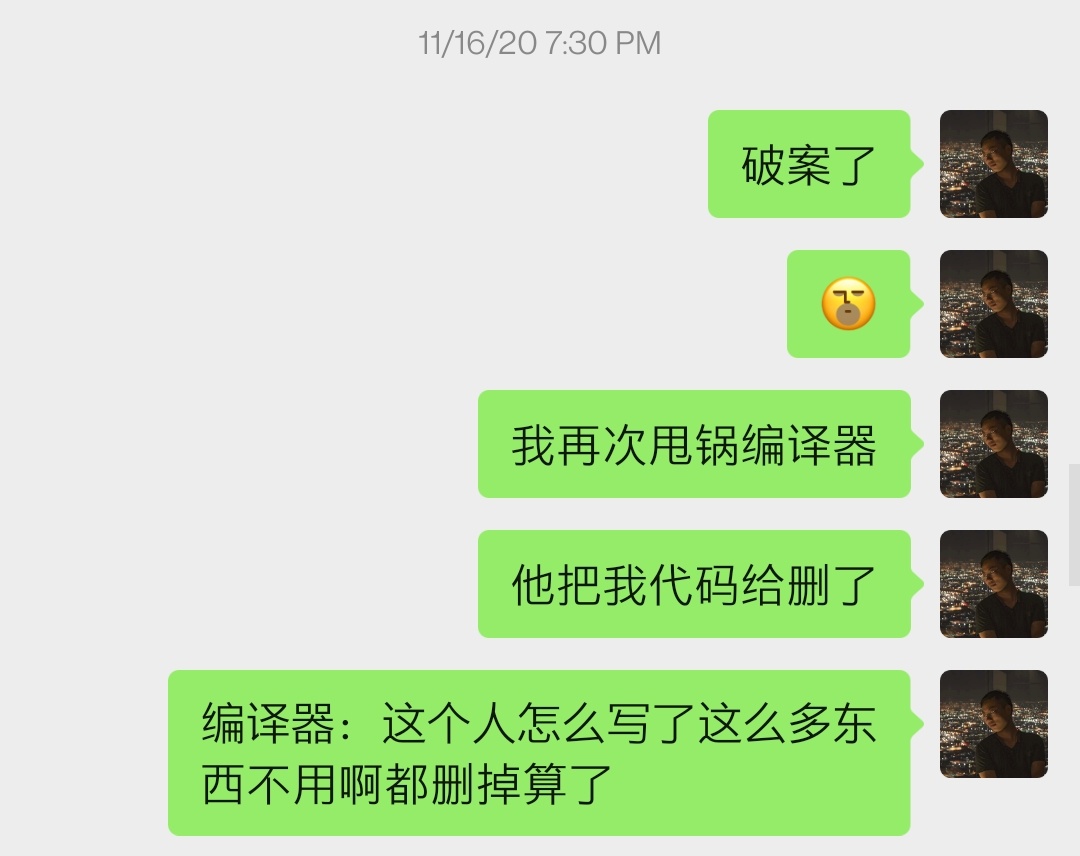 11/16/20 7:30 PM
破案了
我再次甩锅编译器
他把我代码给删了
编译器：这个人怎么写了这么多东
西不用啊都删掉算了